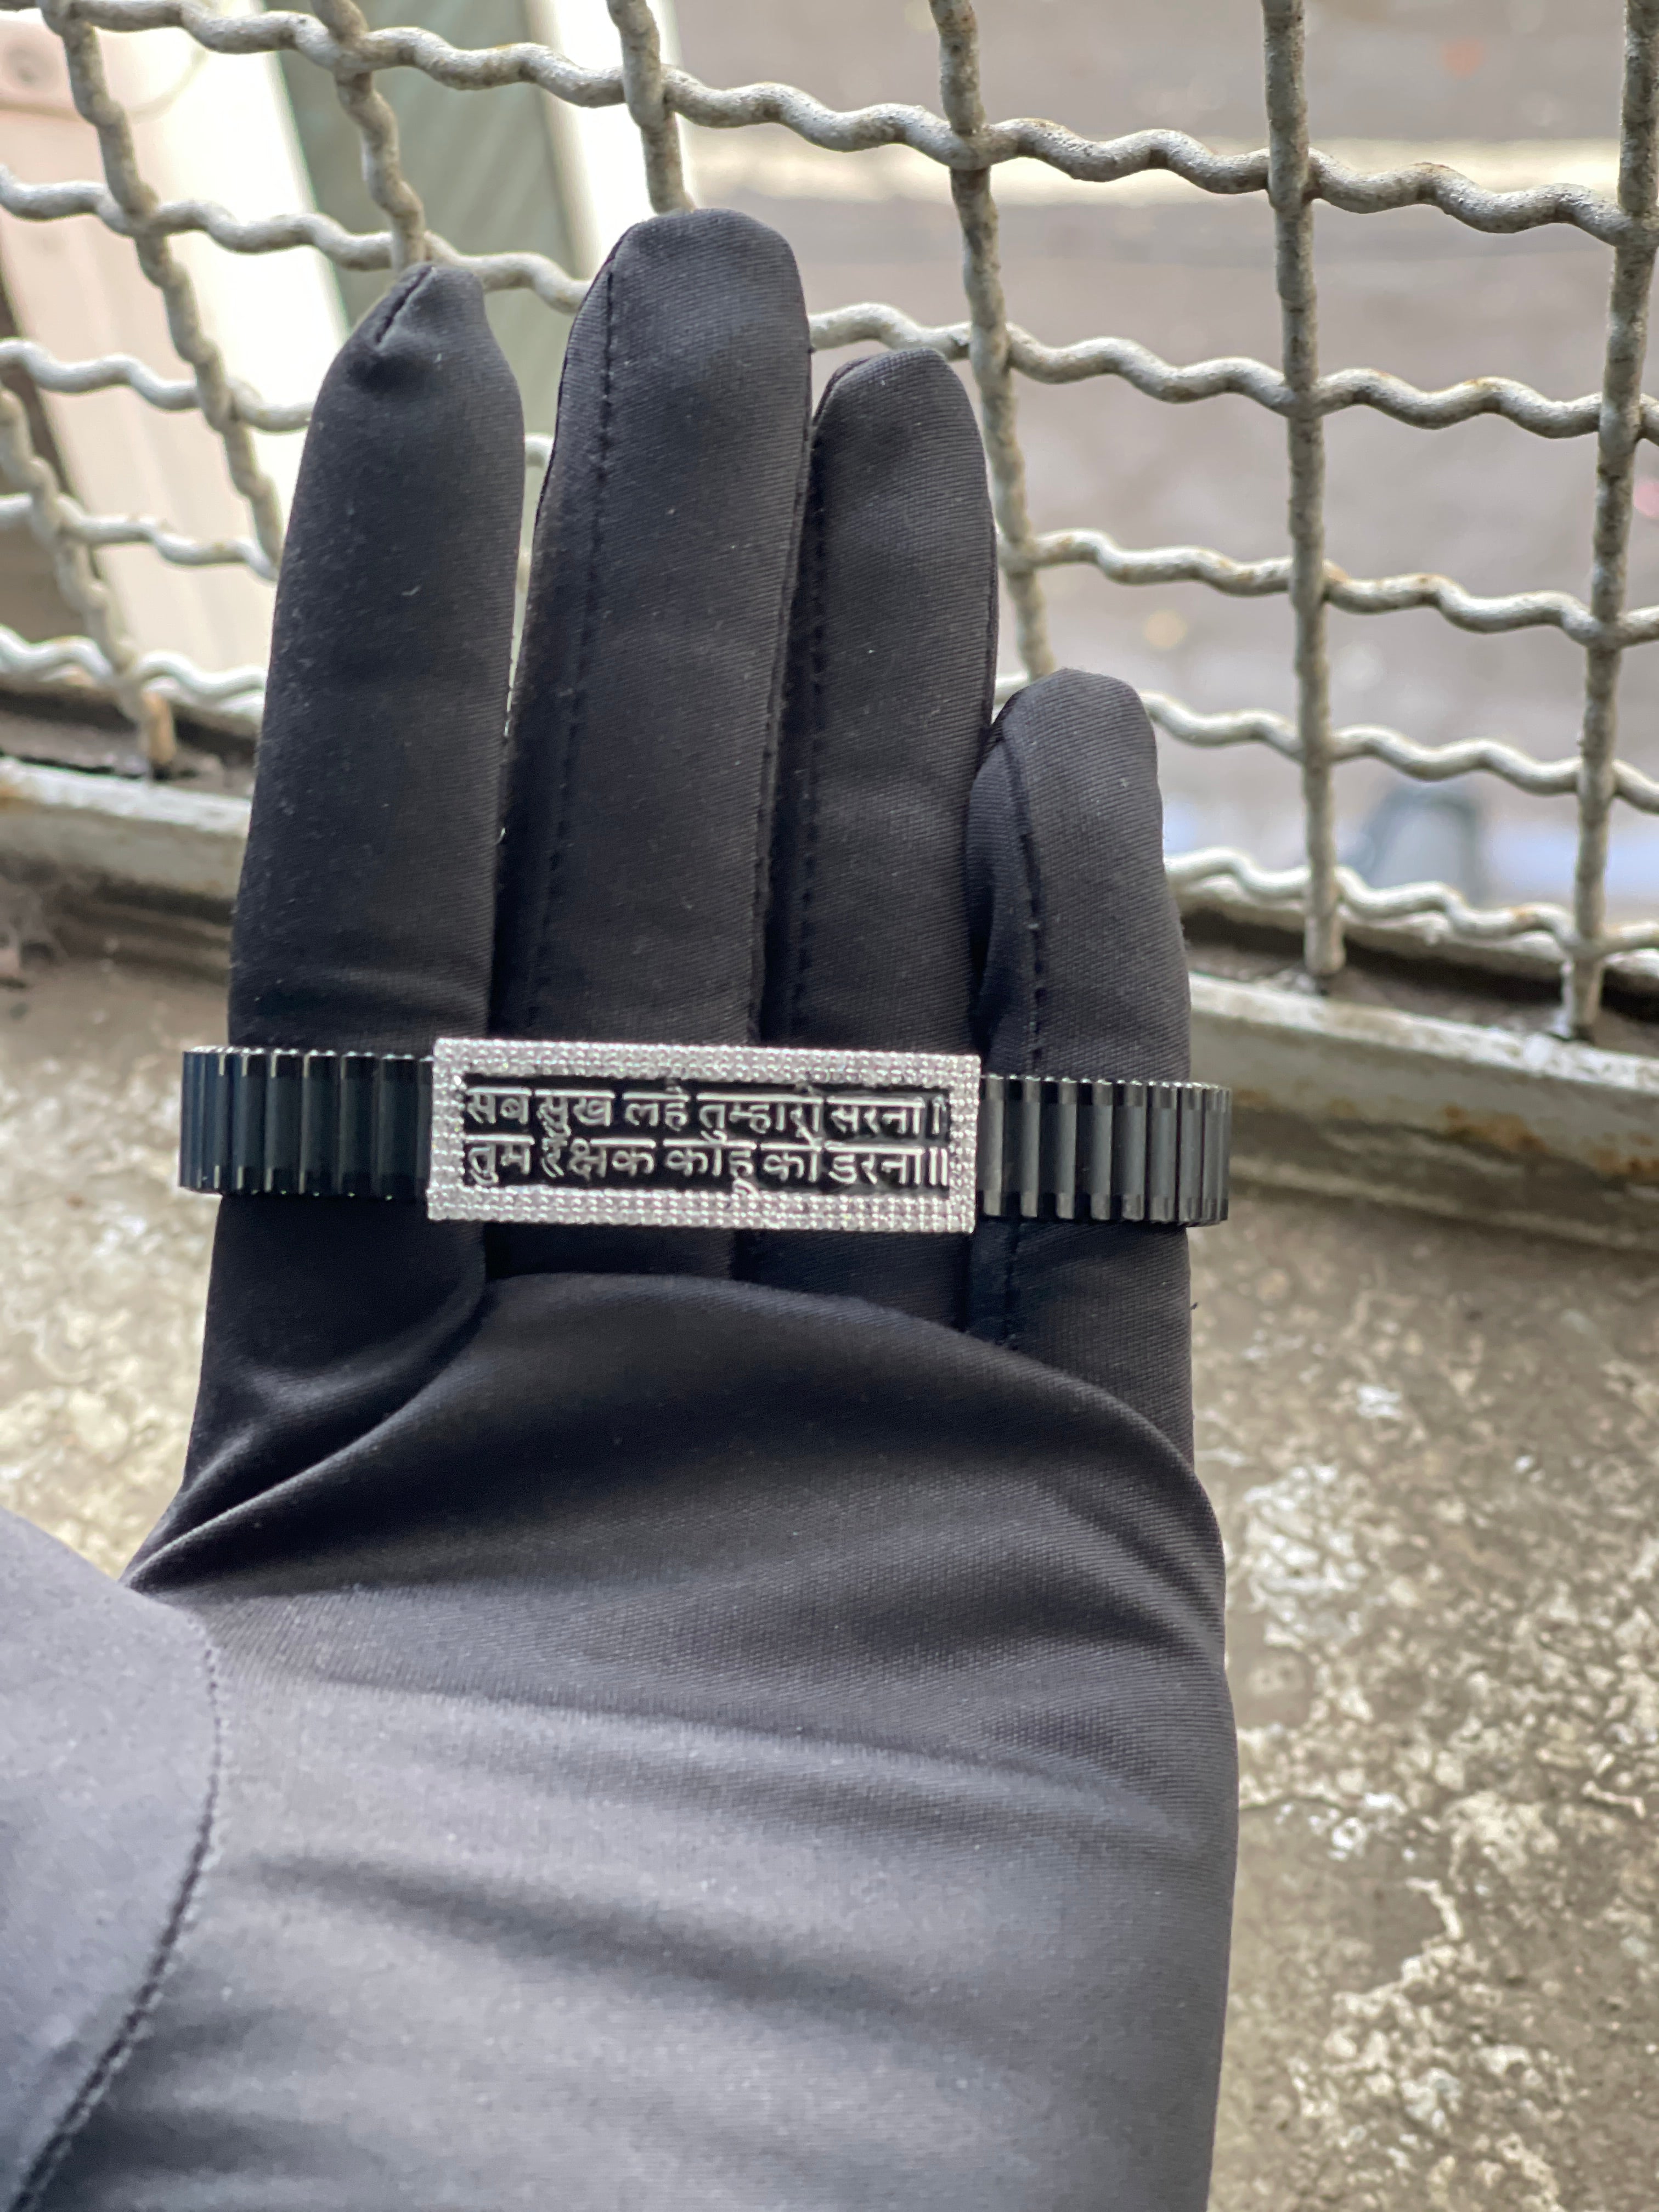 सब सुख लहै तुम्हारी सरना।
तुम रक्षक काहू को डरना॥